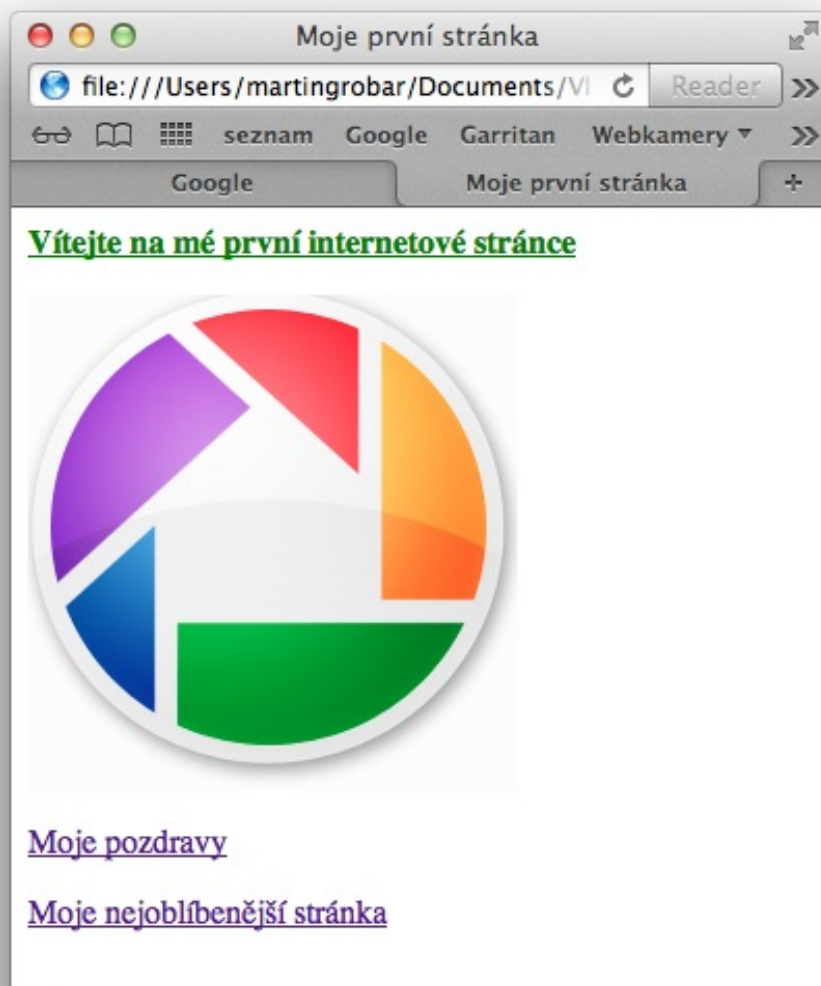 Moje první stránka
file:///Users/martingrobar/Documents/Vl Reader
seznam Google Garritan Webkamery
Google Moje první stránka
Vítejte na mé první internetové stránce
Moje pozdravy
Moje nejoblíbenější stránka